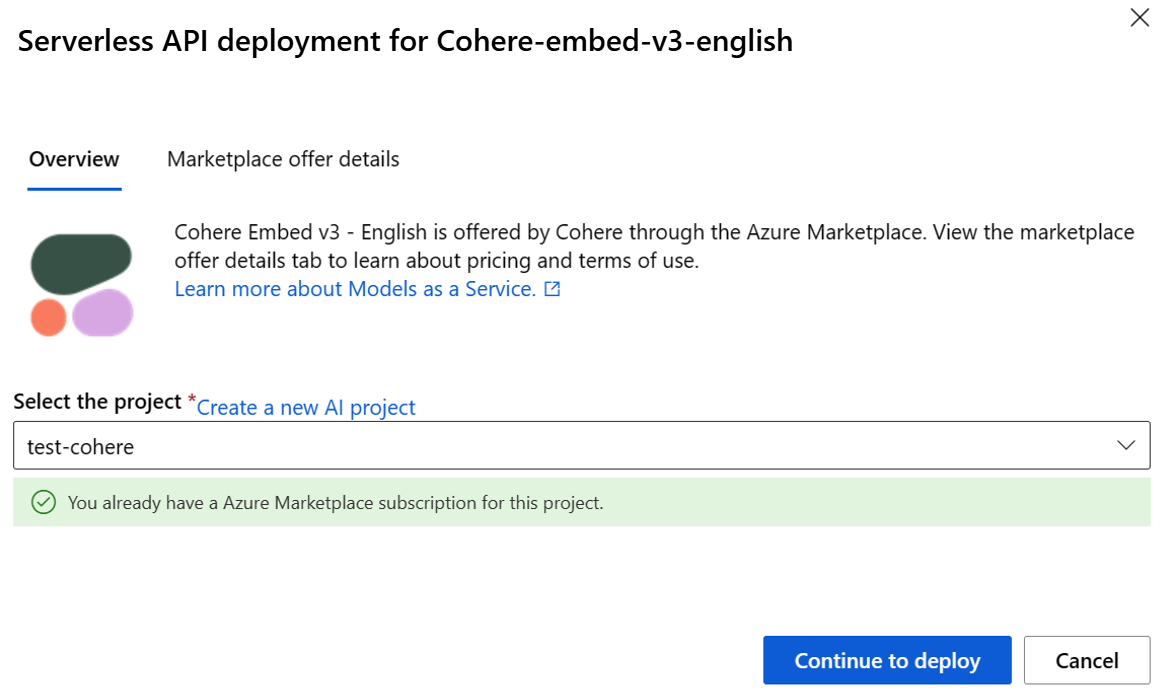 Serverless API deployment for Cohere-embed-v3-english
Overview
Marketplace offer details
Cohere Embed v3 - English is offered by Cohere through the Azure Marketplace. View the marketplace
offer details tab to learn about pricing and terms of use.
Learn more about Models as a Service.
Select the project * Create a new AI project
test-cohere
You already have a Azure Marketplace subscription for this project.
Continue to deploy
Cancel